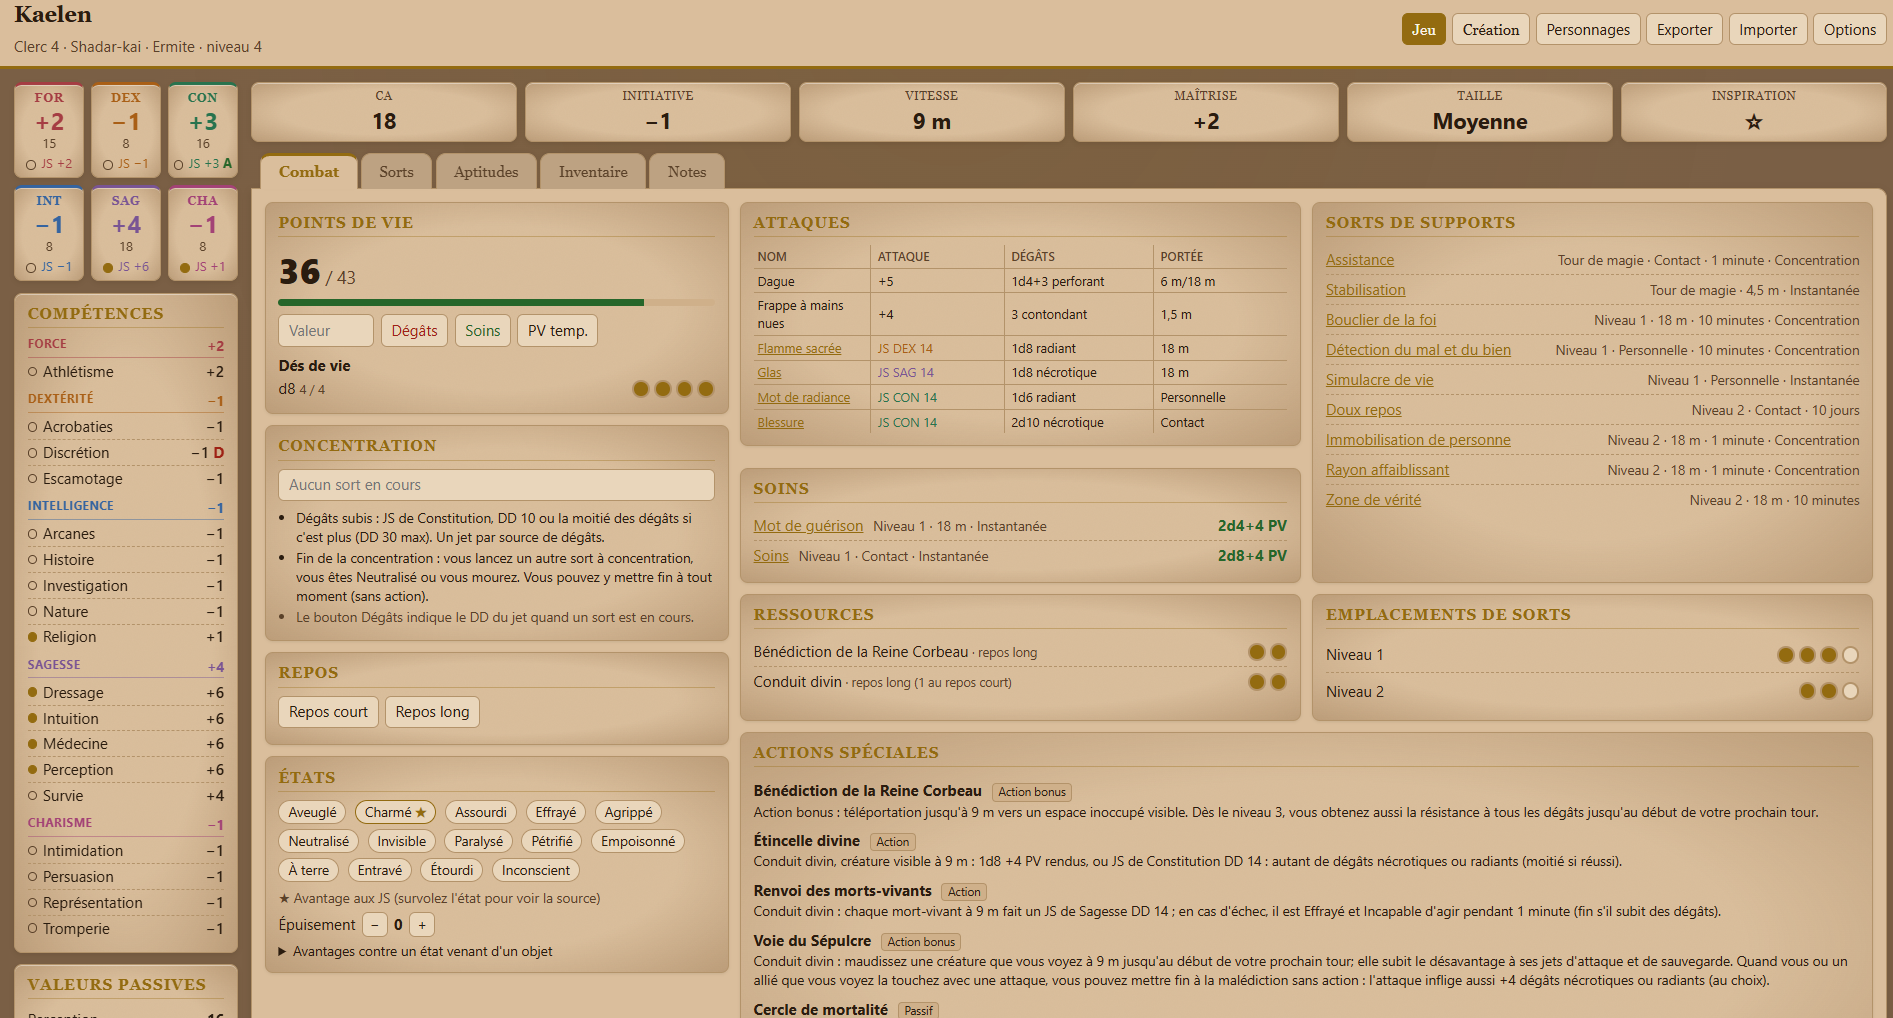 Kaelen
Clerc 4 · Shadar-kai · Ermite · niveau 4
Jeu
Création
Personnages
Exporter
Importer
Options
FOR
+2
15
JS +2
DEX
−1
8
JS −1
CON
+3
16
JS +3 A
INT
−1
8
JS −1
SAG
+4
18
JS +6
CHA
−1
8
JS +1
COMPÉTENCES
FORCE +2
Athlétisme +2
DEXTÉRITÉ −1
Acrobaties −1
Discrétion −1 D
Escamotage −1
INTELLIGENCE −1
Arcanes −1
Histoire −1
Investigation −1
Nature −1
Religion +1
SAGESSE +4
Dressage +6
Intuition +6
Médecine +6
Perception +6
Survie +4
CHARISME −1
Intimidation −1
Persuasion −1
Représentation −1
Tromperie −1
VALEURS PASSIVES
Perception 16
CA
18
INITIATIVE
−1
VITESSE
9 m
MAÎTRISE
+2
TAILLE
Moyenne
INSPIRATION
☆
Combat
Sorts
Aptitudes
Inventaire
Notes
POINTS DE VIE
36 / 43
Valeur
Dégâts
Soins
PV temp.
Dés de vie
d8 4 / 4
CONCENTRATION
Aucun sort en cours
• Dégâts subis : JS de Constitution, DD 10 ou la moitié des dégâts si
c'est plus (DD 30 max). Un jet par source de dégâts.
• Fin de la concentration : vous lancez un autre sort à concentration,
vous êtes Neutralisé ou vous mourez. Vous pouvez y mettre fin à tout
moment (sans action).
• Le bouton Dégâts indique le DD du jet quand un sort est en cours.
REPOS
Repos court
Repos long
ÉTATS
Aveuglé
Charmé ★
Assourdi
Effrayé
Agrippé
Neutralisé
Invisible
Paralysé
Pétrifié
Empoisonné
À terre
Entravé
Étourdi
Inconscient
★ Avantage aux JS (survolez l'état pour voir la source)
Épuisement − 0 +
▶ Avantages contre un état venant d'un objet
ATTAQUES
NOM ATTAQUE DÉGÂTS PORTÉE
Dague +5 1d4+3 perforant 6 m/18 m
Frappe à mains
nues +4 3 contondant 1,5 m
Flamme sacrée JS DEX 14 1d8 radiant 18 m
Glas JS SAG 14 1d8 nécrotique 18 m
Mot de radiance JS CON 14 1d6 radiant Personnelle
Blessure JS CON 14 2d10 nécrotique Contact
SOINS
Mot de guérison Niveau 1 · 18 m · Instantanée 2d4+4 PV
Soins Niveau 1 · Contact · Instantanée 2d8+4 PV
SORTS DE SUPPORTS
Assistance Tour de magie · Contact · 1 minute · Concentration
Stabilisation Tour de magie · 4,5 m · Instantanée
Bouclier de la foi Niveau 1 · 18 m · 10 minutes · Concentration
Détection du mal et du bien Niveau 1 · Personnelle · 10 minutes · Concentration
Simulacre de vie Niveau 1 · Personnelle · Instantanée
Doux repos Niveau 2 · Contact · 10 jours
Immobilisation de personne Niveau 2 · 18 m · 1 minute · Concentration
Rayon affaiblissant Niveau 2 · 18 m · 1 minute · Concentration
Zone de vérité Niveau 2 · 18 m · 10 minutes
RESSOURCES
Bénédiction de la Reine Corbeau · repos long
Conduit divin · repos long (1 au repos court)
EMPLACEMENTS DE SORTS
Niveau 1
Niveau 2
ACTIONS SPÉCIALES
Bénédiction de la Reine Corbeau Action bonus
Action bonus : téléportation jusqu'à 9 m vers un espace inoccupé visible. Dès le niveau 3, vous obtenez aussi la résistance à tous les dégâts jusqu'au début de votre prochain tour.
Étincelle divine Action
Conduit divin, créature visible à 9 m : 1d8 +4 PV rendus, ou JS de Constitution DD 14 : autant de dégâts nécrotiques ou radiants (moitié si réussi).
Renvoi des morts-vivants Action
Conduit divin : chaque mort-vivant à 9 m fait un JS de Sagesse DD 14 ; en cas d'échec, il est Effrayé et Incapable d'agir pendant 1 minute (fin s'il subit des dégâts).
Voie du Sépulcre Action bonus
Conduit divin : maudissez une créature que vous voyez à 9 m jusqu'au début de votre prochain tour; elle subit le désavantage à ses jets d'attaque et de sauvegarde. Quand vous ou un
allié que vous voyez la touchez avec une attaque, vous pouvez mettre fin à la malédiction sans action : l'attaque inflige aussi +4 dégâts nécrotiques ou radiants (au choix).
Cercle de mortalité Passif